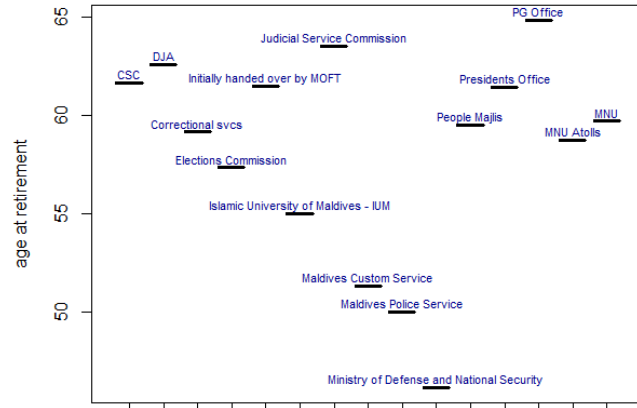 65
PG Office
Judicial Service Commission
DJA
CSC
Initially handed over by MOFT
Presidents Office
60
Correctional svcs
People Majlis
MNU
MNU Atolls
Elections Commission
55
Islamic University of Maldives - IUM
age at retirement
Maldives Custom Service
50
Maldives Police Service
Ministry of Defense and National Security